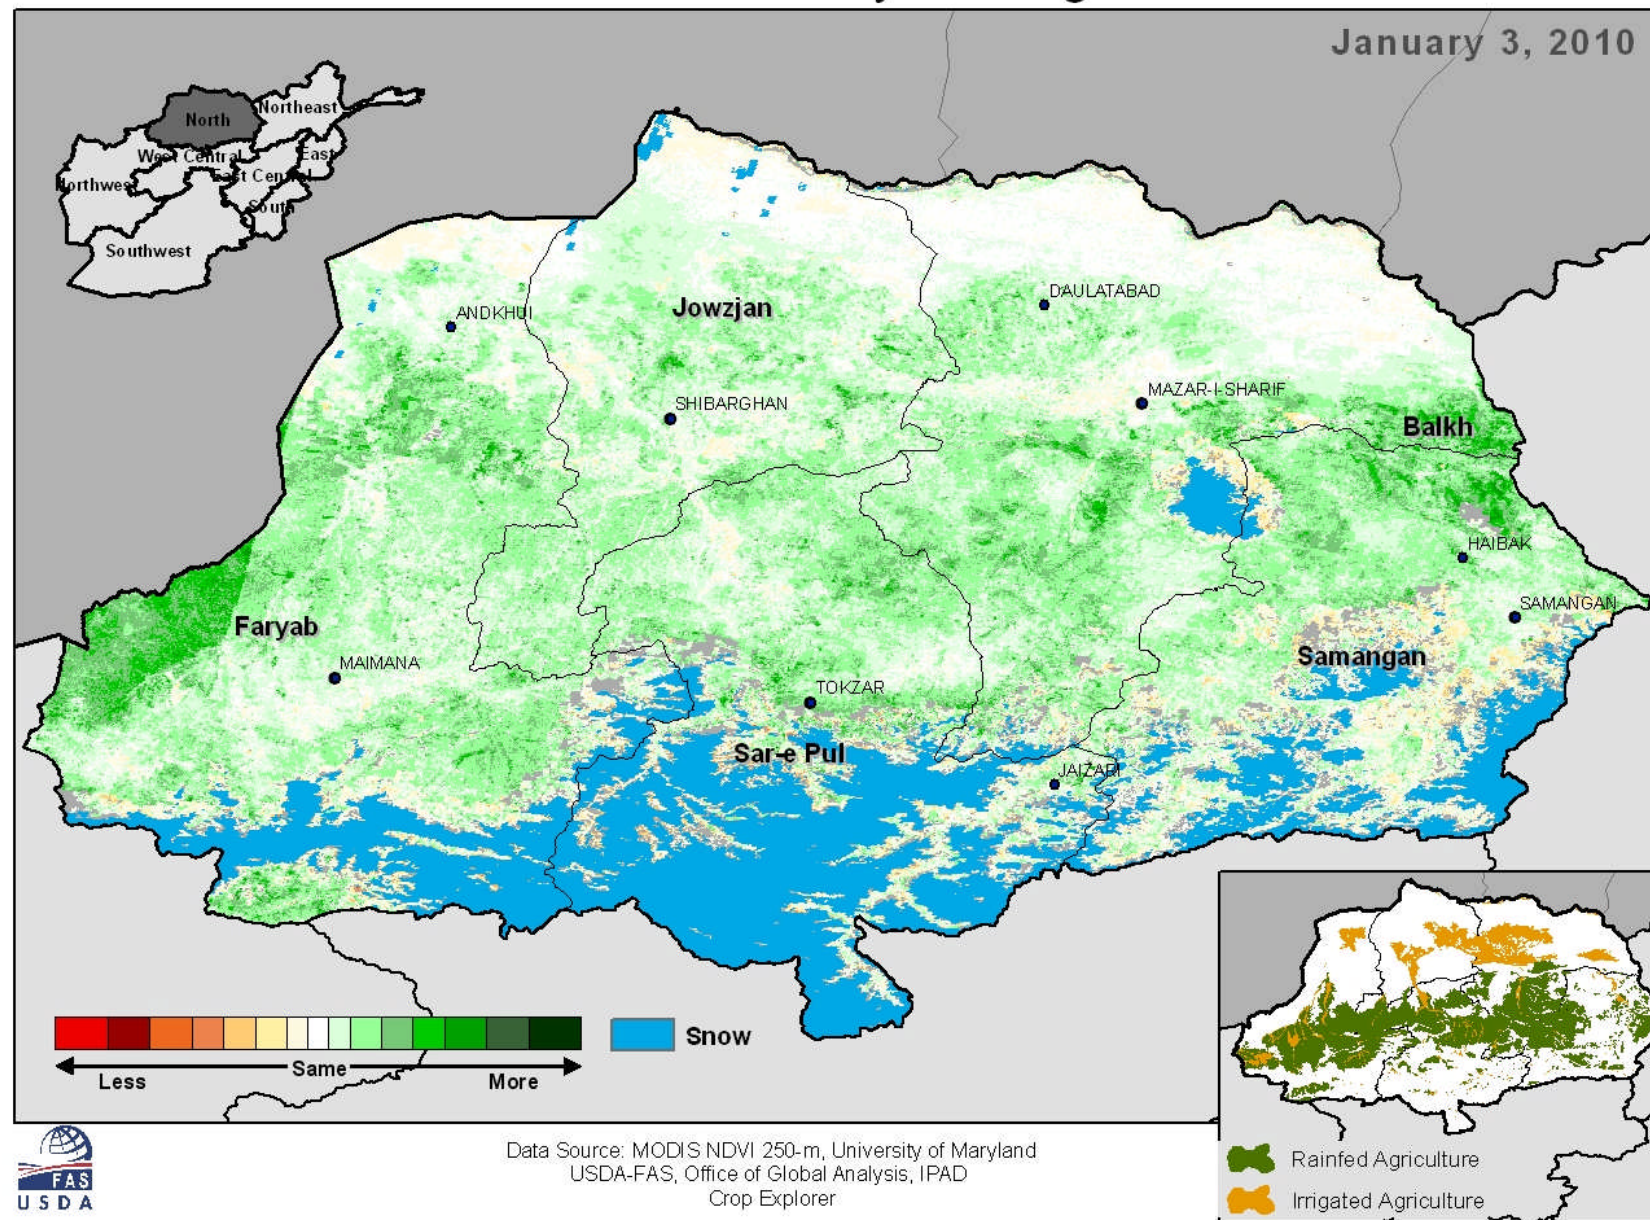 January 3, 2010
Northeast
North
West Central
East
Northwest
East Central
South
Southwest
Jowzjan
DAULATABAD
ANDKHUI
MAZAR-I-SHARIF
SHIBARGHAN
Balkh
HAIBAK
SAMANGAN
Faryab
MAIMANA
Samangan
TOKZAR
Sar-e Pul
JAIZARI
Snow
Same
Less
More
Data Source: MODIS NDVI 250-m, University of Maryland
USDA-FAS, Office of Global Analysis, IPAD
Crop Explorer
FAS
USDA
Rainfed Agriculture
Irrigated Agriculture